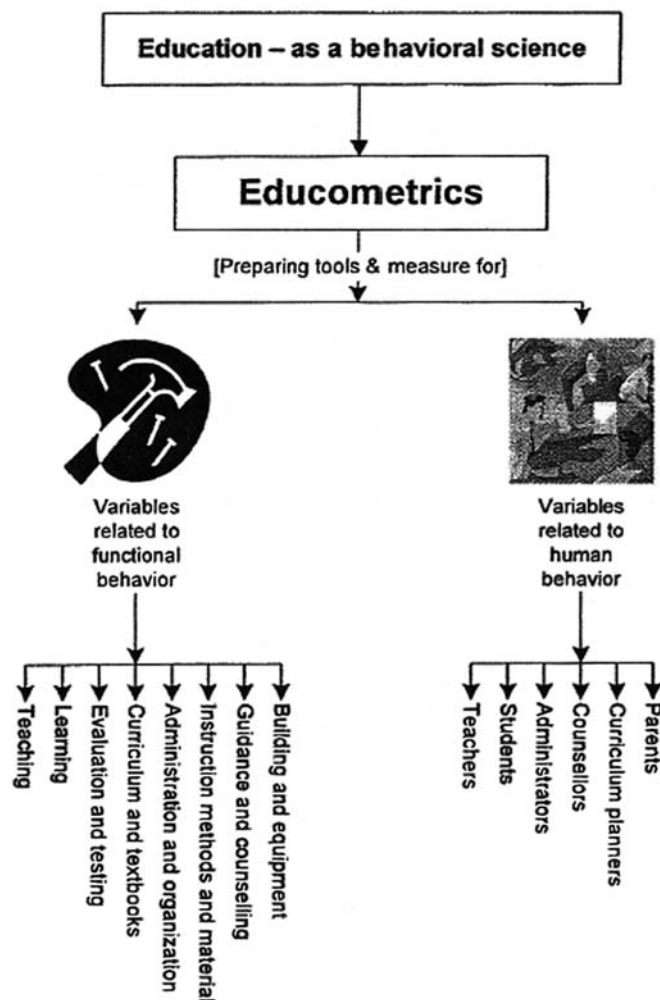 Education – as a behavioral science
Educometrics
[Preparing tools & measure for]
Variables
related to
functional
behavior
Variables
related to
human
behavior
Teaching
Learning
Evaluation and testing
Curriculum and textbooks
Administration and organization
Instruction methods and material
Guidance and counselling
Building and equipment
Teachers
Students
Administrators
Counsellors
Curriculum planners
Parents